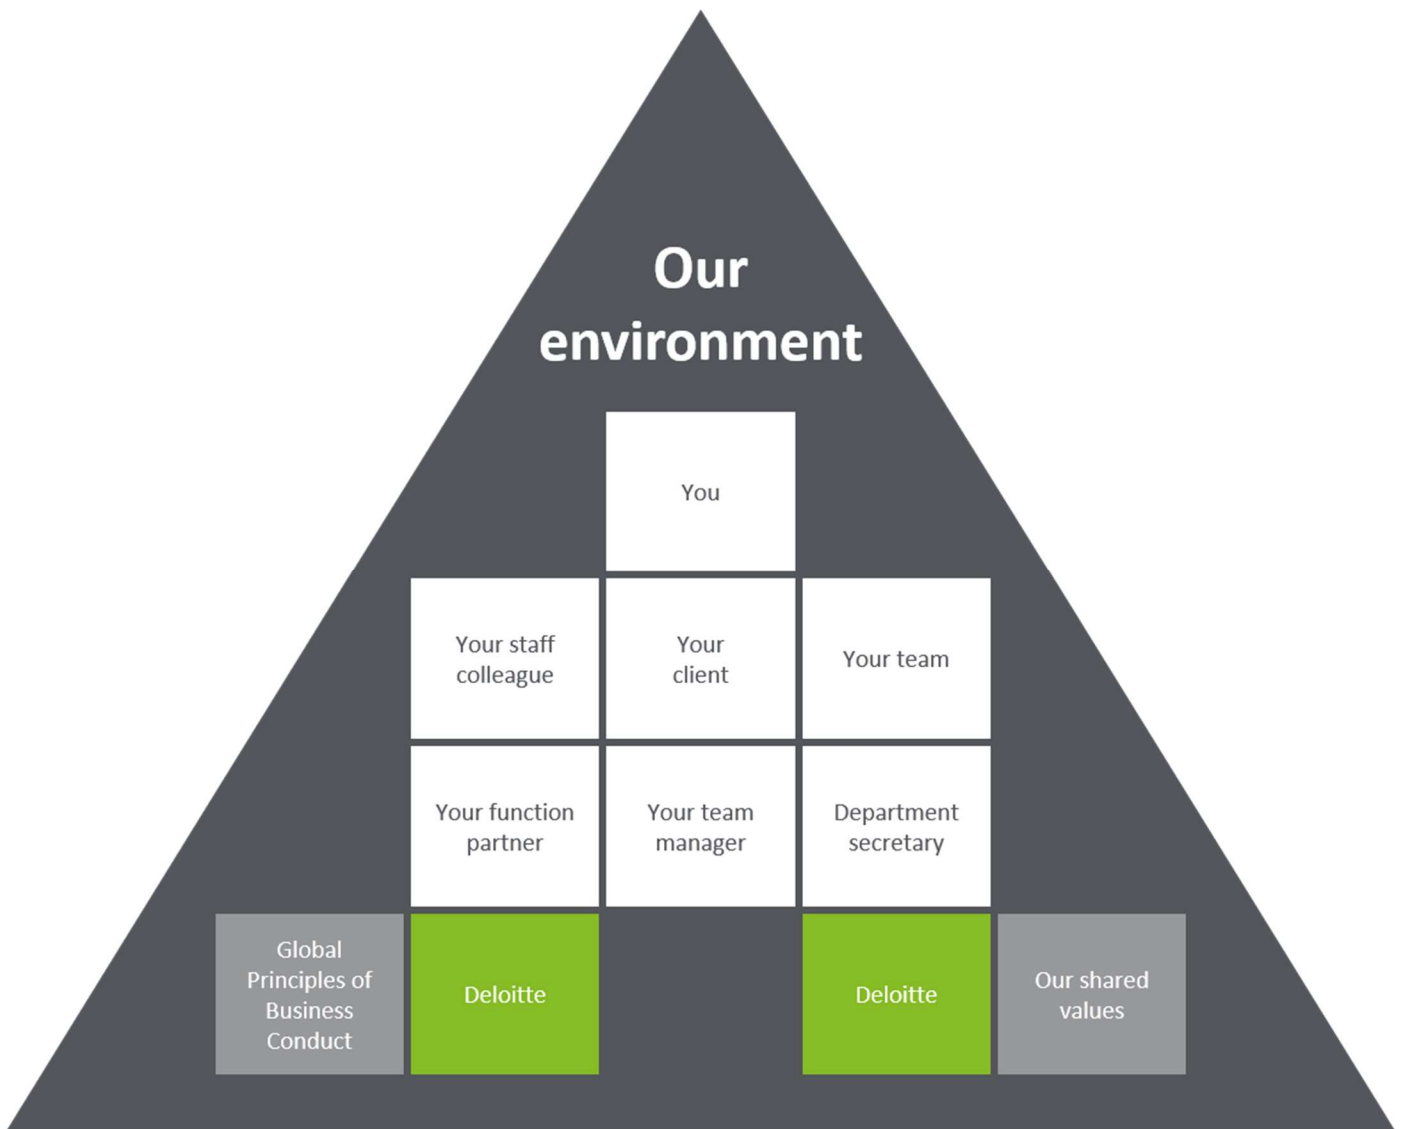 Our
environment
You
Your staff
colleague
Your
client
Your team
Your function
partner
Your team
manager
Department
secretary
Global
Principles of
Business
Conduct
Deloitte
Deloitte
Our shared
values